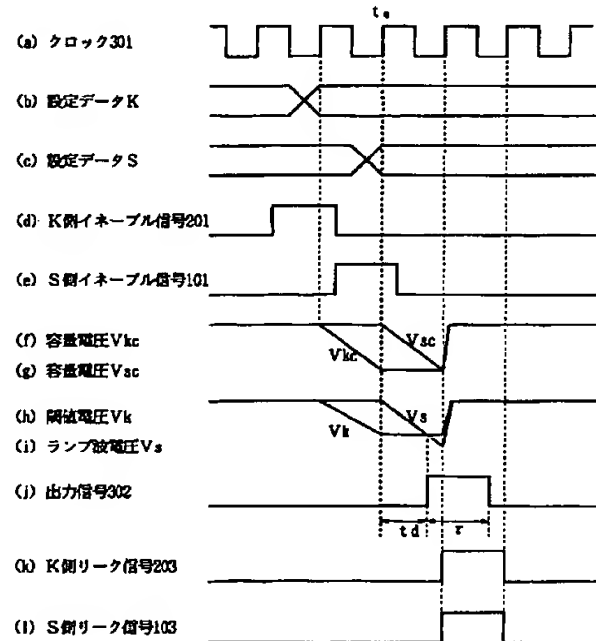 t₀
(a) クロック301
(b) 設定データK
(c) 設定データS
(d) K側イネーブル信号201
(e) S側イネーブル信号101
(f) 容量電圧Vkc
(g) 容量電圧Vsc
Vkc
Vsc
(h) 閾値電圧Vk
(i) ランプ波電圧Vs
Vk
Vs
(j) 出力信号302
td
r
(k) K側リーク信号203
(l) S側リーク信号103